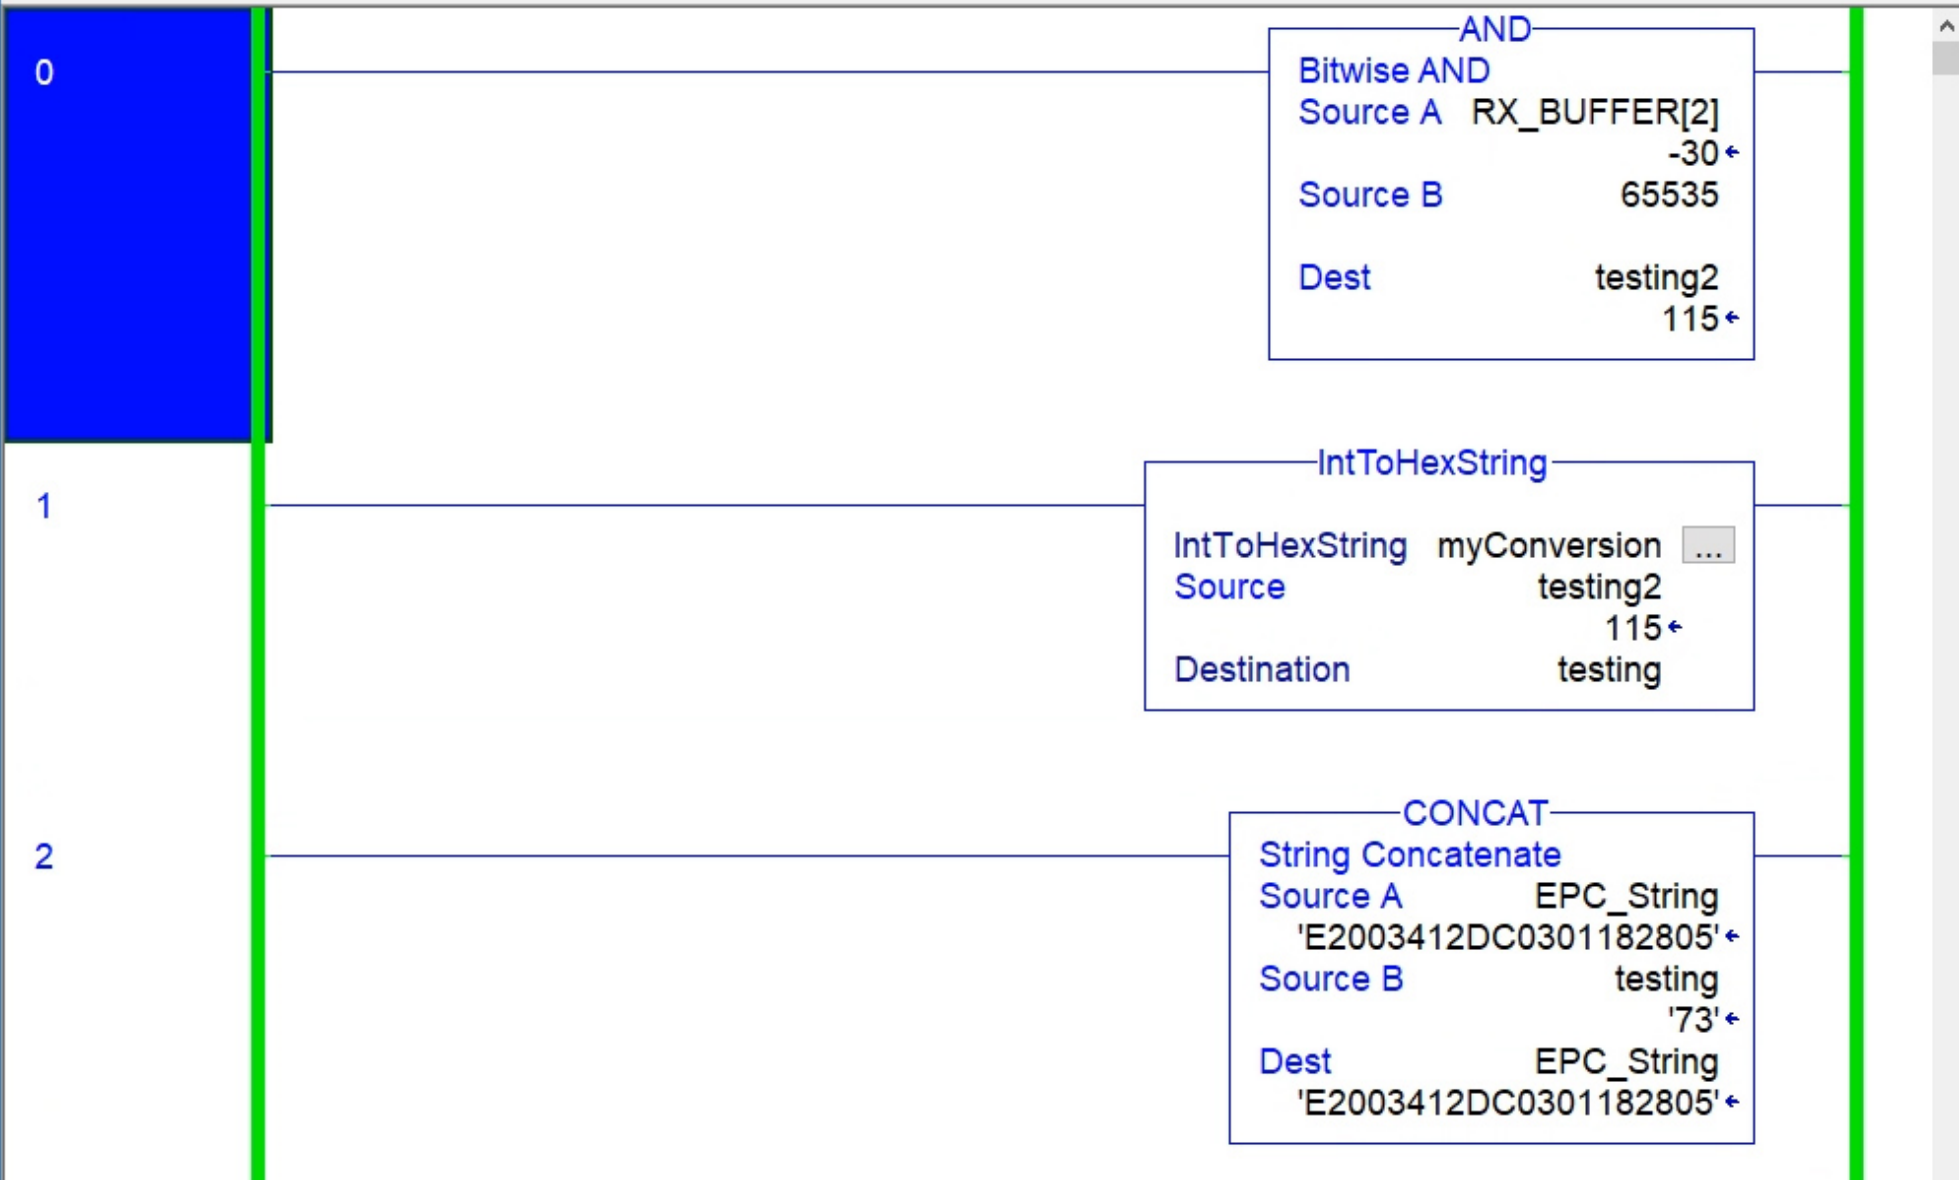 0
AND
Bitwise AND
Source A RX_BUFFER[2]
-30
Source B 65535
Dest testing2
115
1
IntToHexString
IntToHexString myConversion ...
Source testing2
115
Destination testing
2
CONCAT
String Concatenate
Source A EPC_String
'E2003412DC0301182805'
Source B testing
'73'
Dest EPC_String
'E2003412DC0301182805'